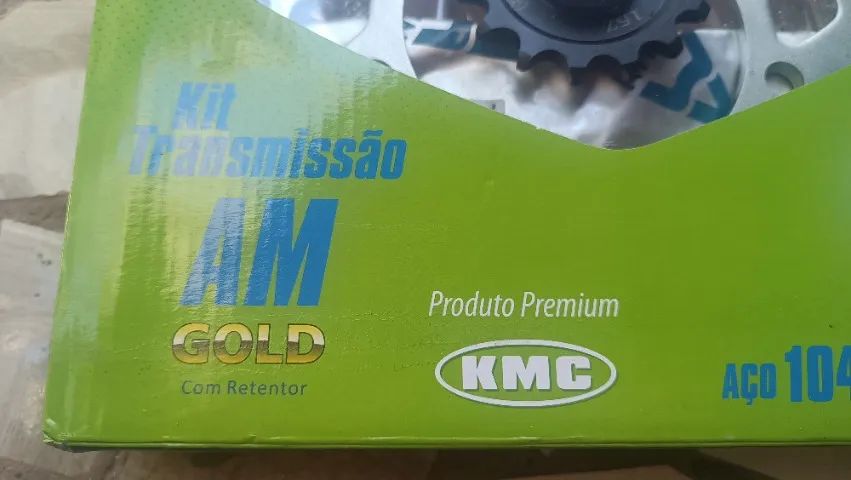 Kit
Transmissão
AM
GOLD
Com Retentor
Produto Premium
KMC
AÇO 104